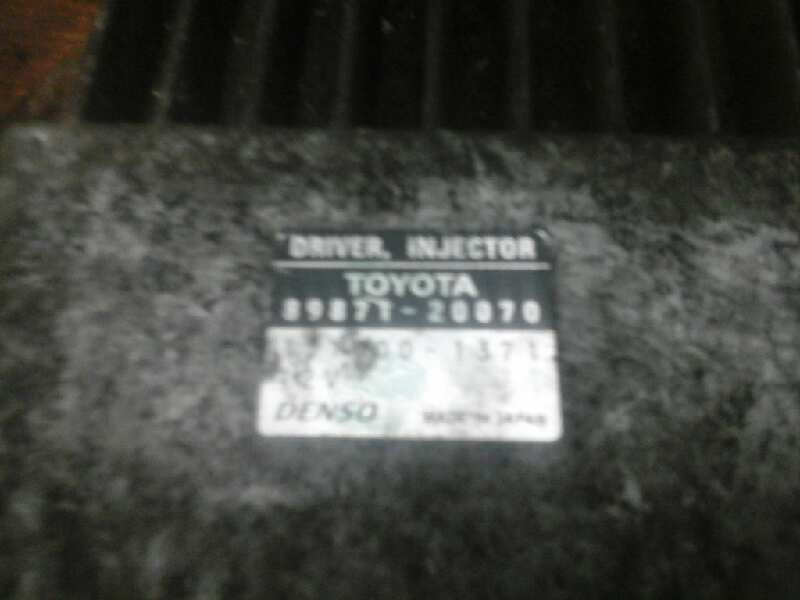 DRIVER, INJECTOR
TOYOTA
89871-20070
DENSO MADE IN JAPAN